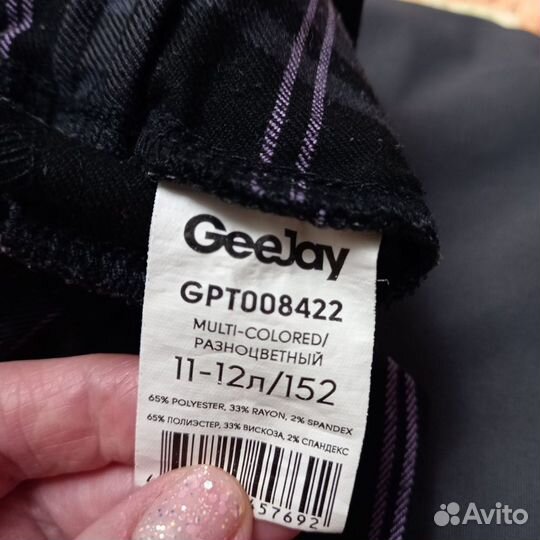 GeeJay
GPT008422
MULTI-COLORED/
РАЗНОЦВЕТНЫЙ
11-12л/152
65% POLYESTER, 33% RAYON, 2% SPANDEX
65% ПОЛИЭСТЕР, 33% ВИСКОЗА, 2% СПАНДЕКС
57692
Avito